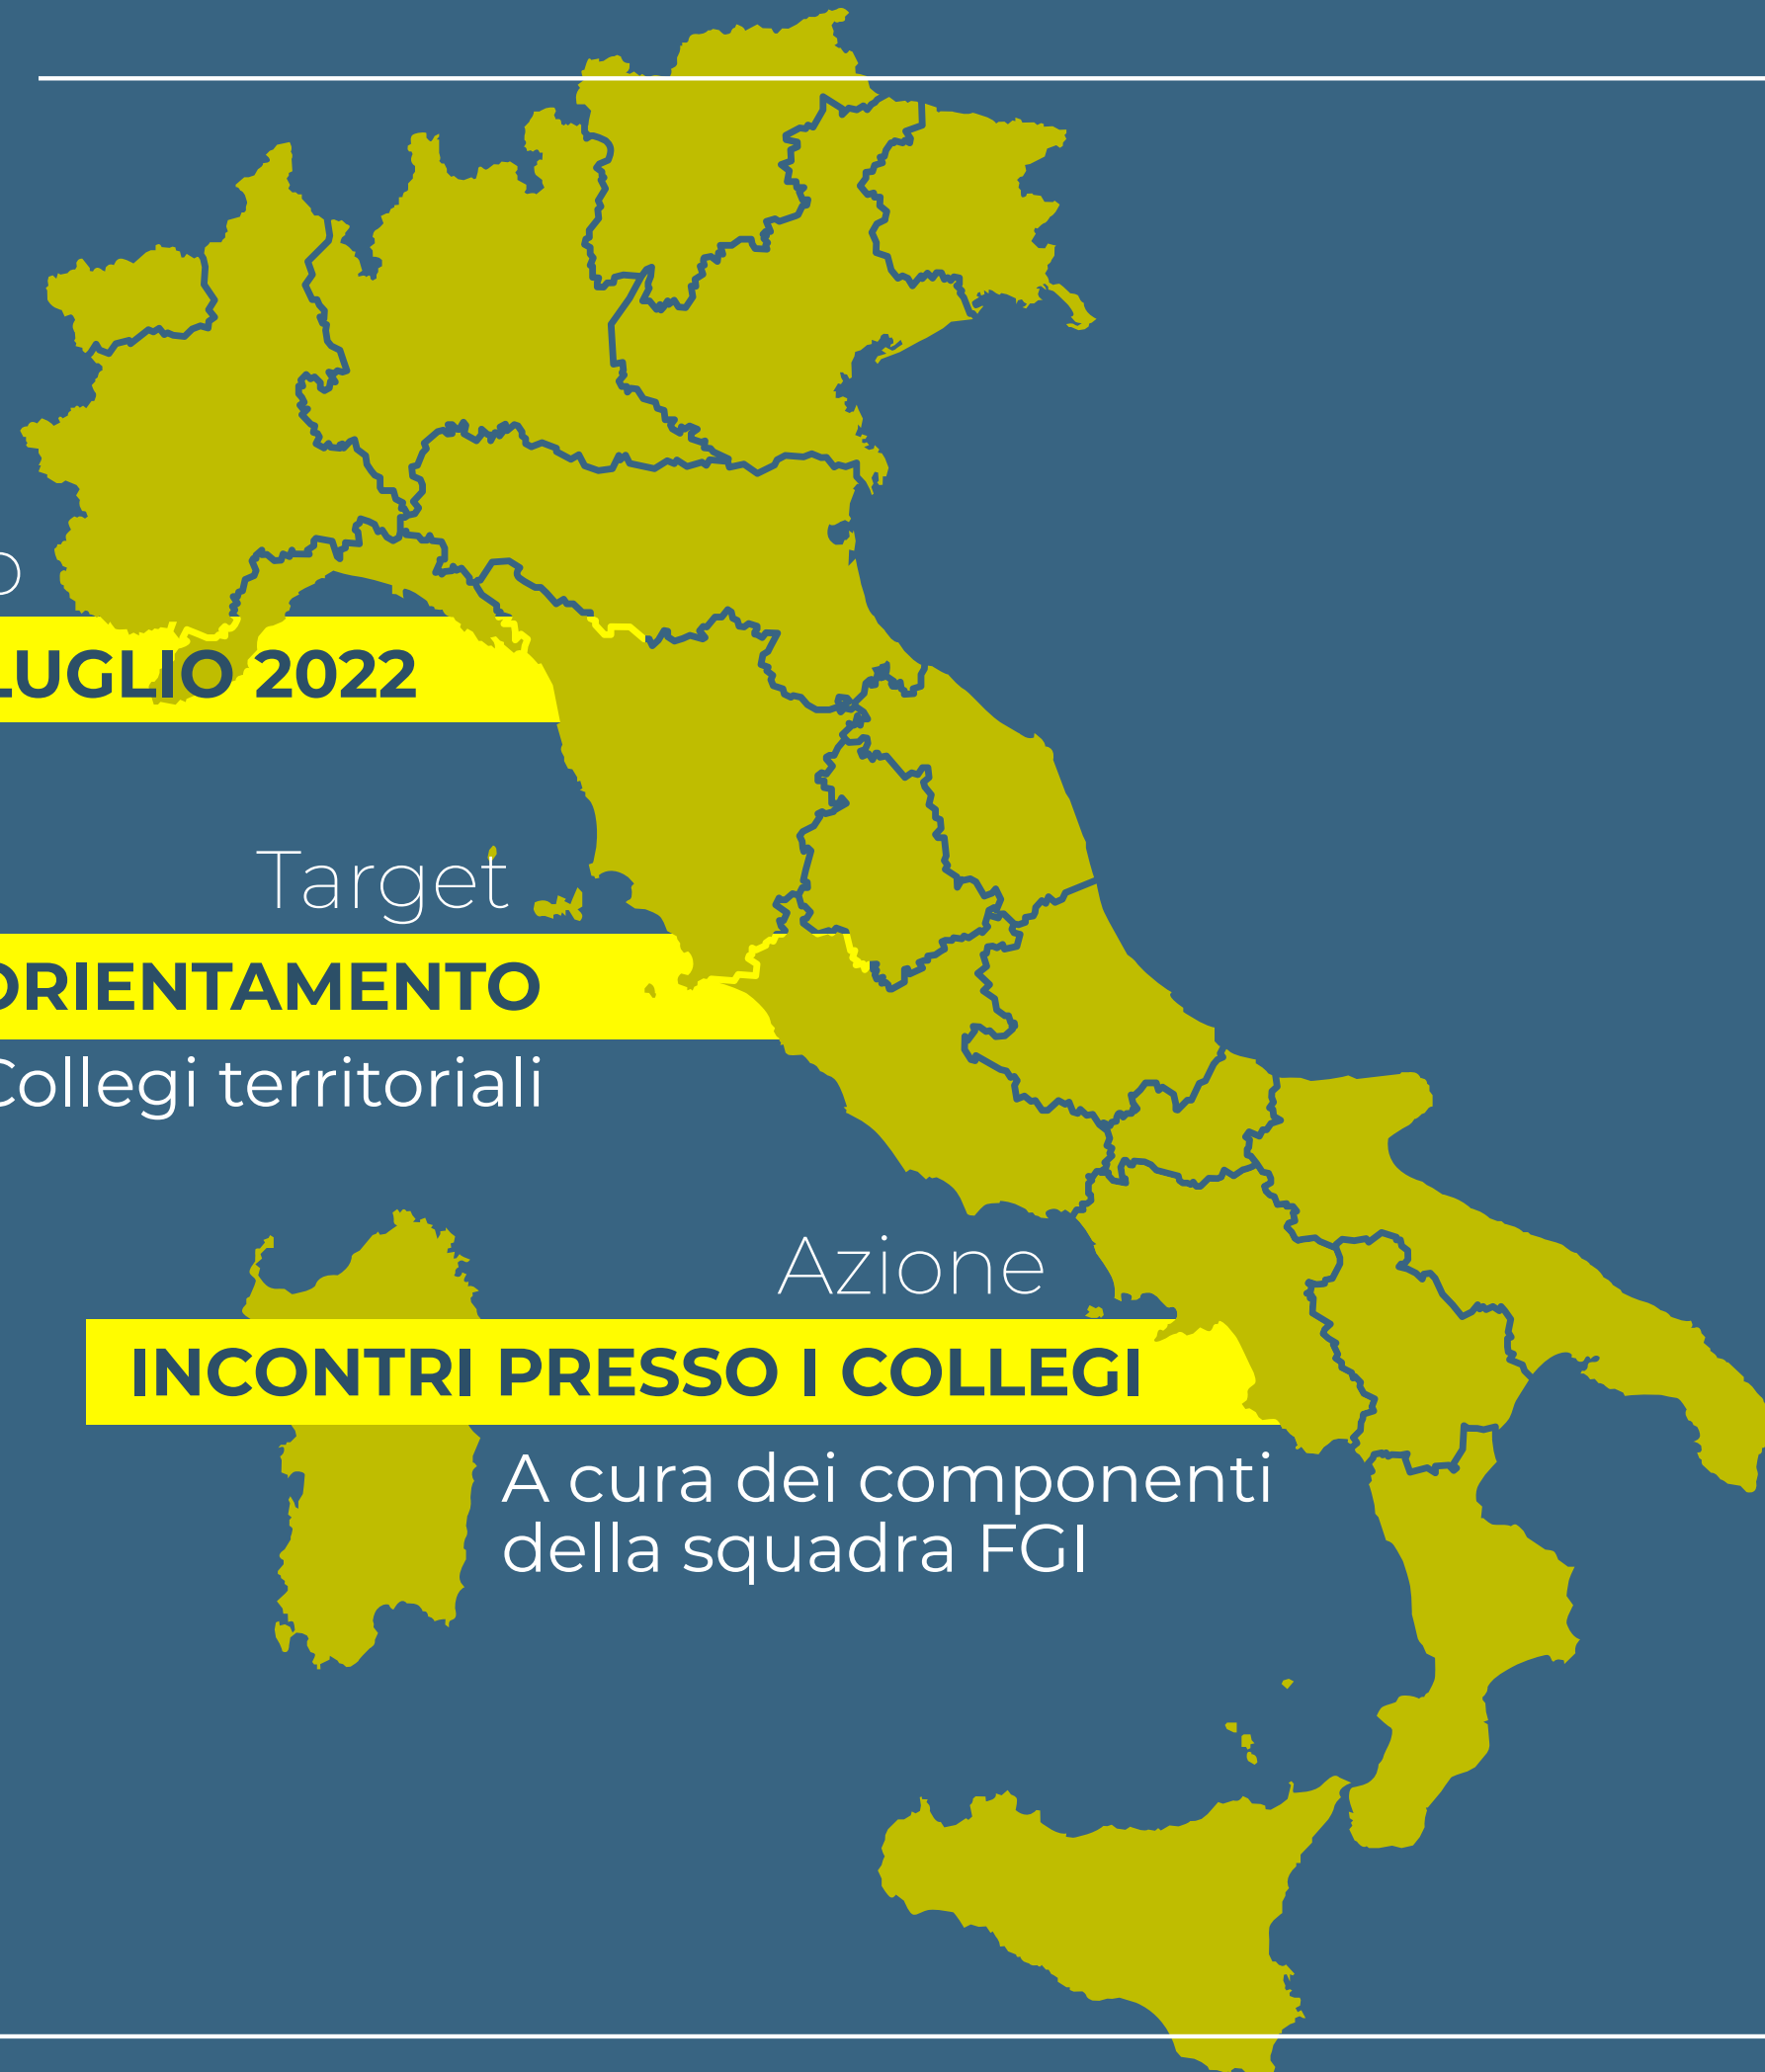 LUGLIO 2022
Target
ORIENTAMENTO
Collegi territoriali
Azione
INCONTRI PRESSO I COLLEGI
A cura dei componenti
della squadra FGI